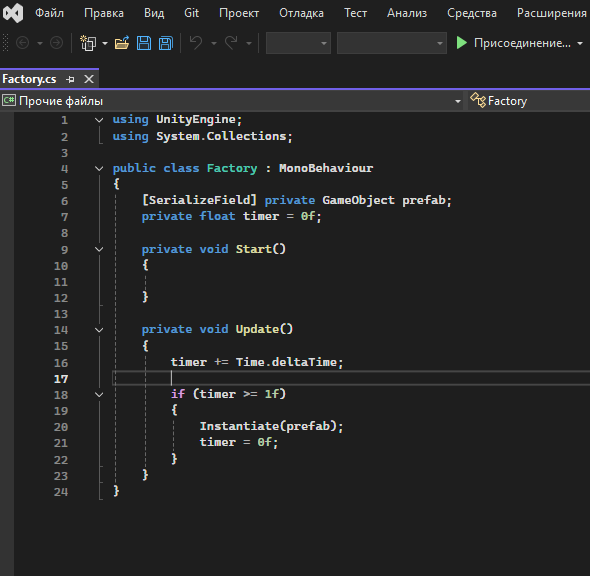 Файл Правка Вид Git Проект Отладка Тест Анализ Средства Расширения
Присоединение...
Factory.cs
C# Прочие файлы Factory
1 using UnityEngine;
2 using System.Collections;
3
4 public class Factory : MonoBehaviour
5 {
6 [SerializeField] private GameObject prefab;
7 private float timer = 0f;
8
9 private void Start()
10 {
11
12 }
13
14 private void Update()
15 {
16 timer += Time.deltaTime;
17
18 if (timer >= 1f)
19 {
20 Instantiate(prefab);
21 timer = 0f;
22 }
23 }
24 }